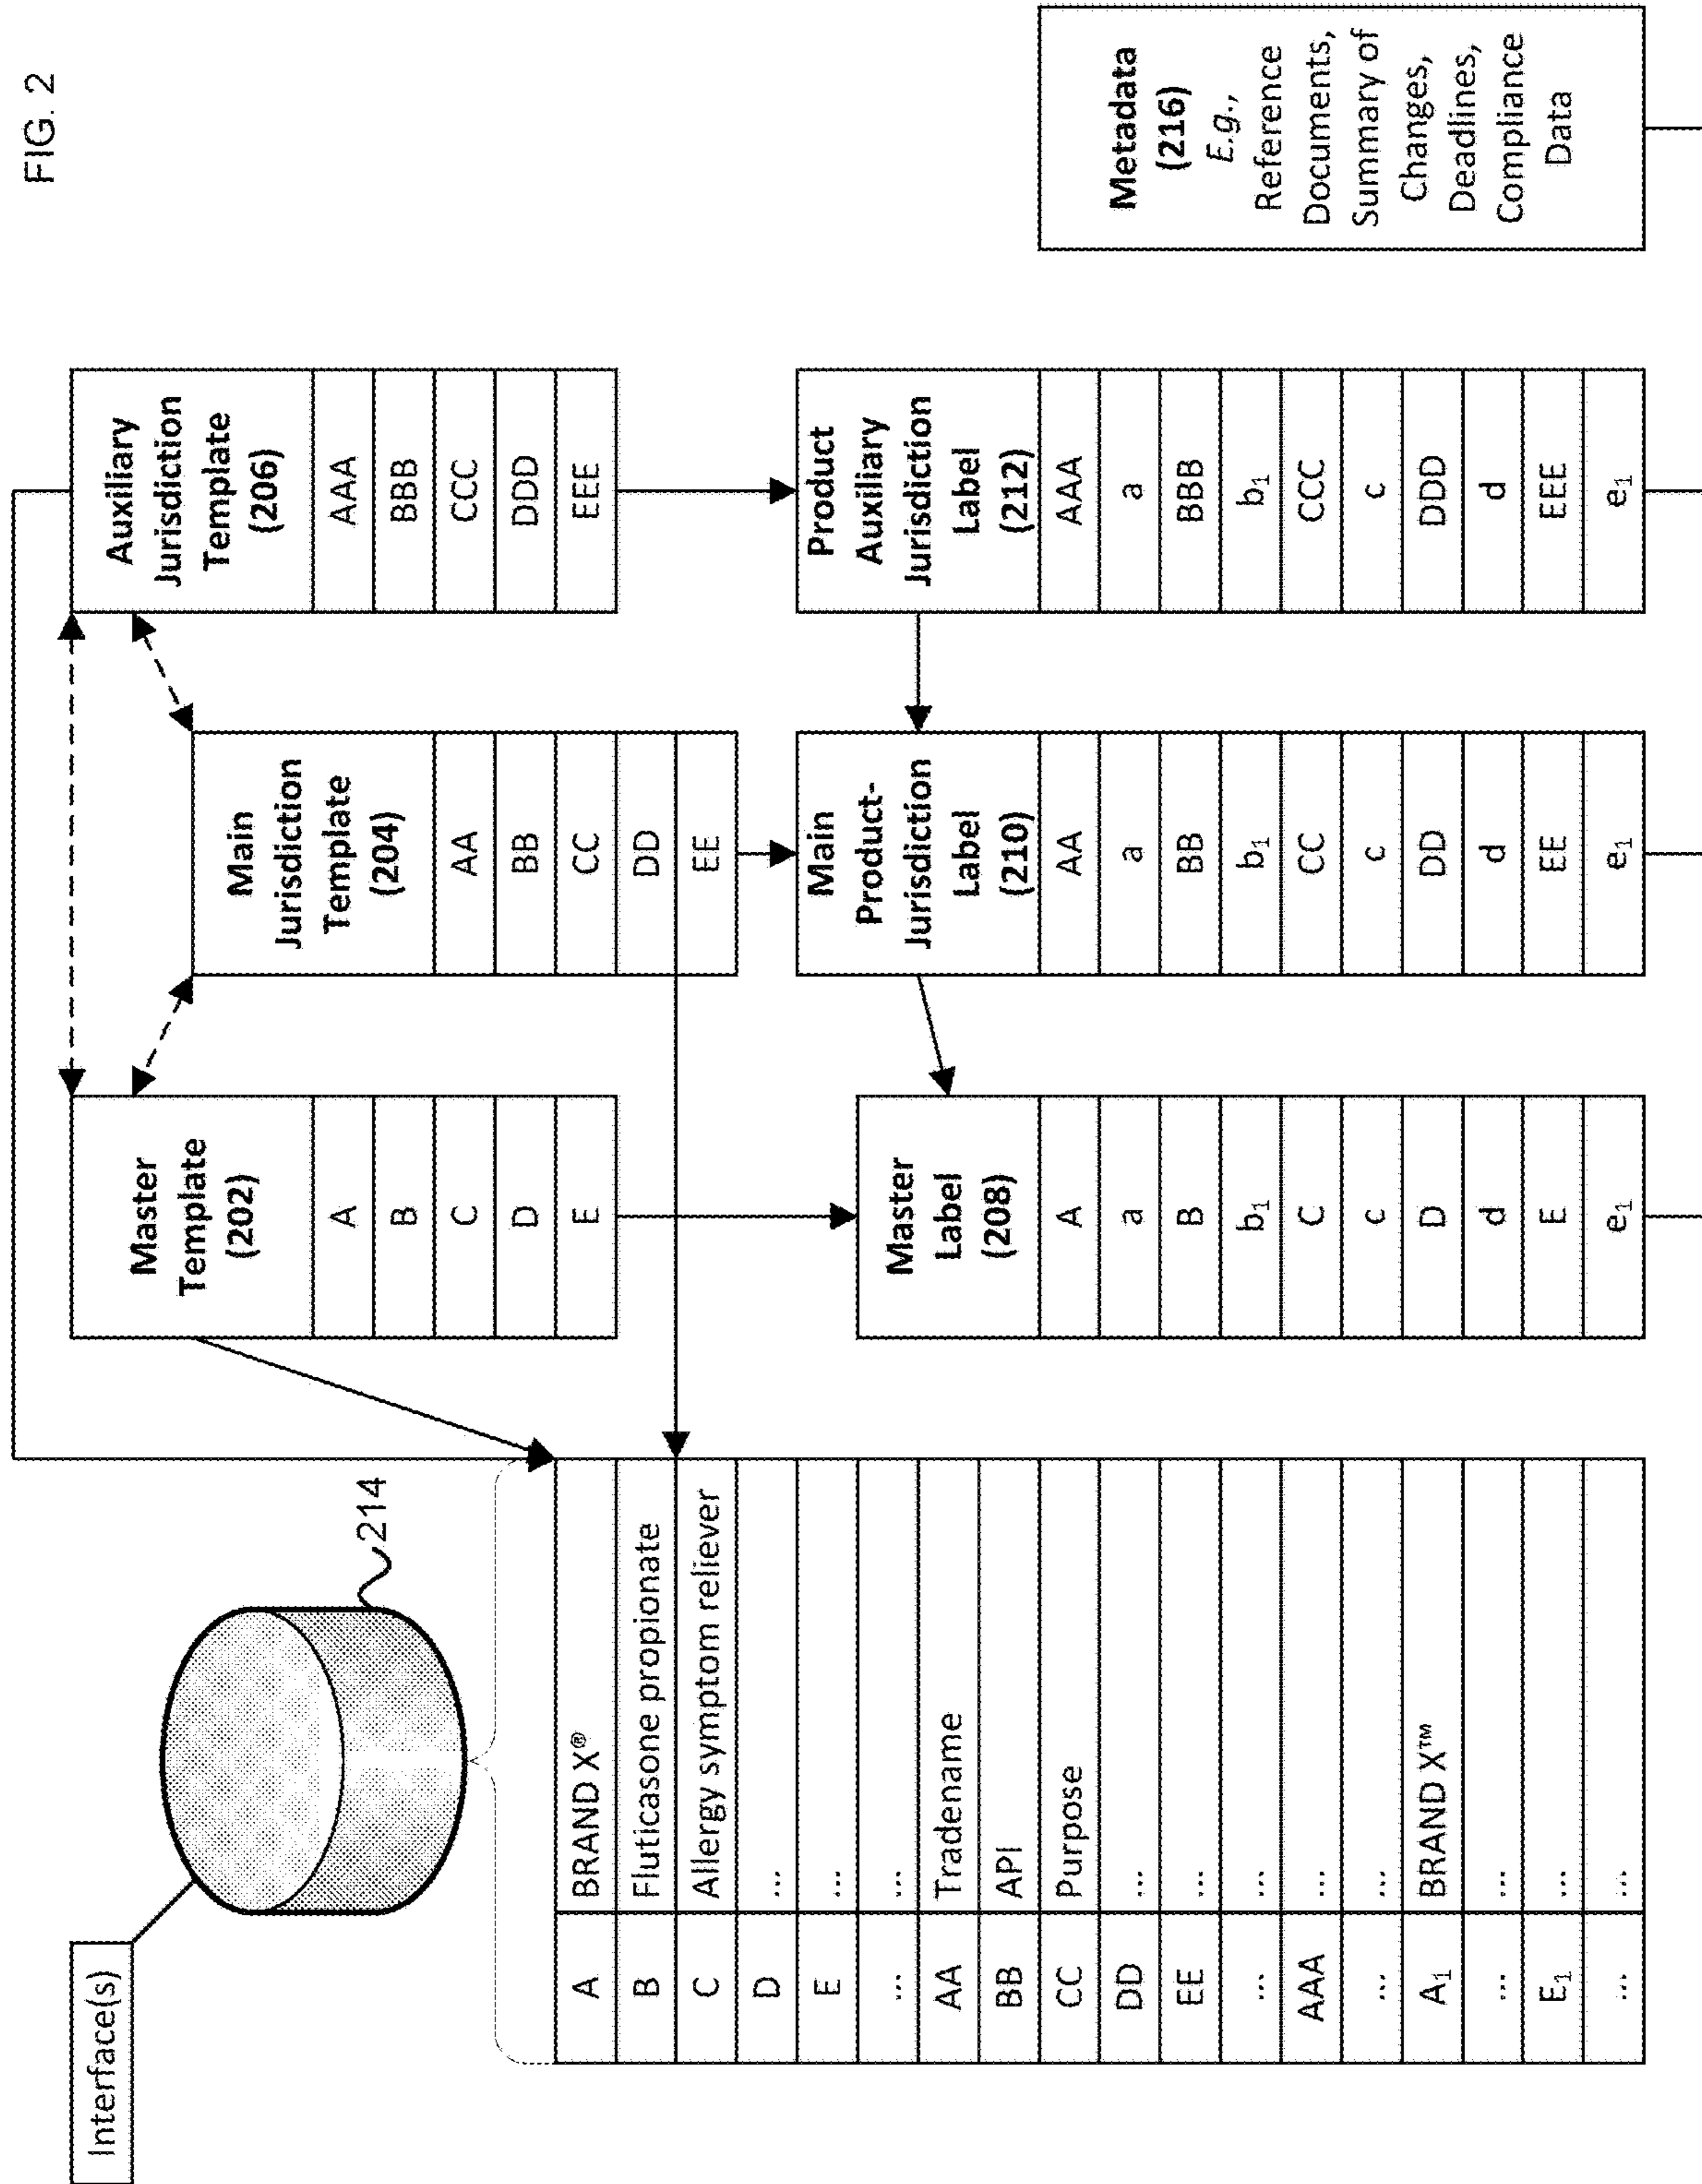 FIG. 2
Interface(s)
214
A BRAND X®
B Fluticasone propionate
C Allergy symptom reliever
D ...
E ...
... ...
AA Tradename
BB API
CC Purpose
DD ...
EE ...
... ...
AAA ...
... ...
A₁ BRAND X™
... ...
E₁ ...
... ...
Master
Template
(202)
A
B
C
D
E
Main
Jurisdiction
Template
(204)
AA
BB
CC
DD
EE
Auxiliary
Jurisdiction
Template
(206)
AAA
BBB
CCC
DDD
EEE
Master
Label
(208)
A
a
B
b₁
C
c
D
d
E
e₁
Main
Product-
Jurisdiction
Label
(210)
AA
a
BB
b₁
CC
c
DD
d
EE
e₁
Product
Auxiliary
Jurisdiction
Label
(212)
AAA
a
BBB
b₁
CCC
c
DDD
d
EEE
e₁
Metadata
(216)
E.g.,
Reference
Documents,
Summary of
Changes,
Deadlines,
Compliance
Data